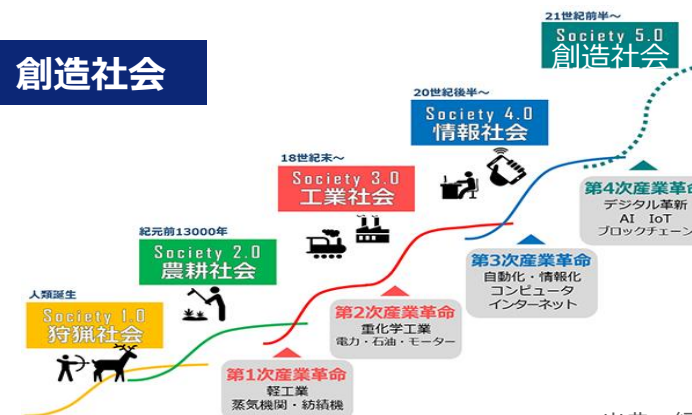 創造社会
21世紀前半~
Society 5.0
創造社会
20世紀後半~
Society 4.0
情報社会
18世紀末~
Society 3.0
工業社会
紀元前13000年
Society 2.0
農耕社会
人類誕生
Society 1.0
狩猟社会
第4次産業革命
デジタル革新
AI IoT
ブロックチェーン
第3次産業革命
自動化・情報化
コンピュータ
インターネット
第2次産業革命
重化学工業
電力・石油・モーター
第1次産業革命
軽工業
蒸気機関・紡績機